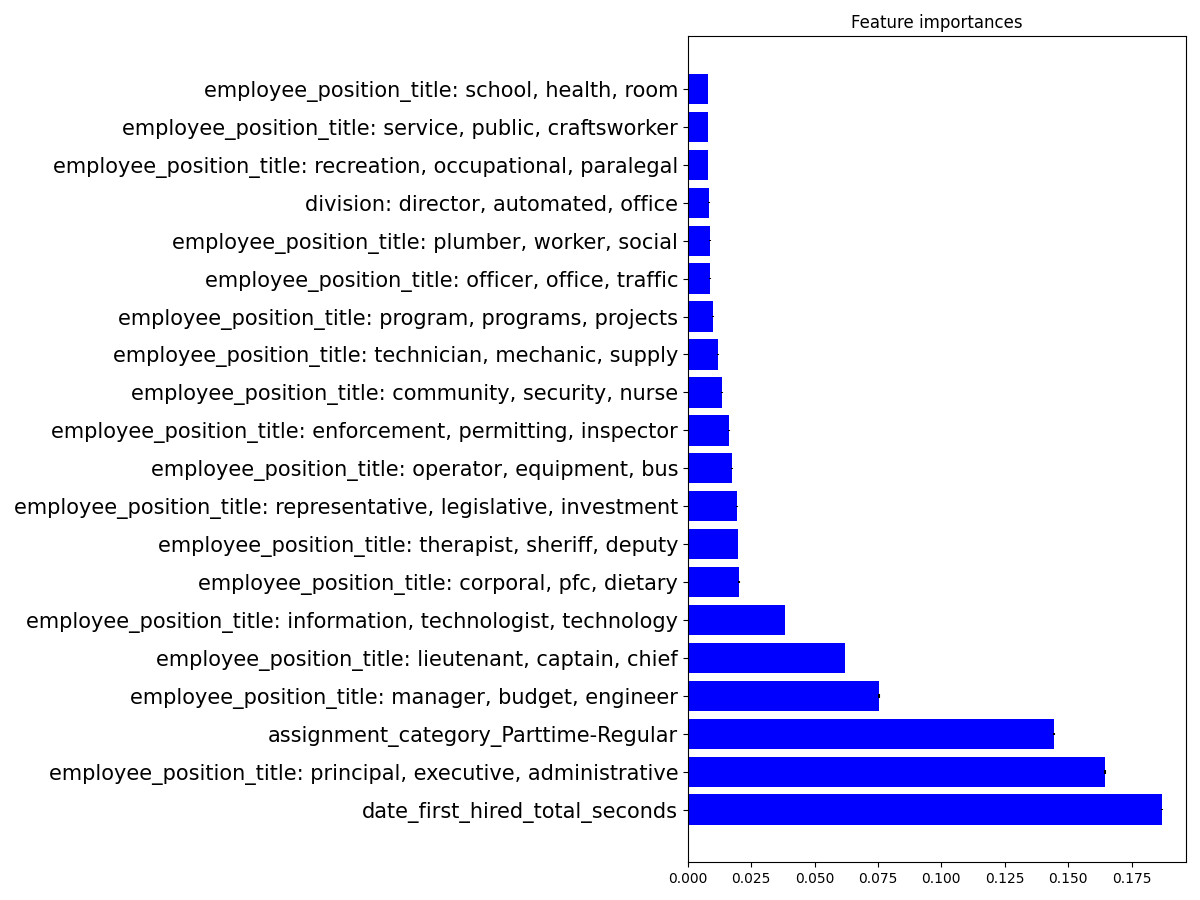 Feature importances
employee_position_title: school, health, room
employee_position_title: service, public, craftsworker
employee_position_title: recreation, occupational, paralegal
division: director, automated, office
employee_position_title: plumber, worker, social
employee_position_title: officer, office, traffic
employee_position_title: program, programs, projects
employee_position_title: technician, mechanic, supply
employee_position_title: community, security, nurse
employee_position_title: enforcement, permitting, inspector
employee_position_title: operator, equipment, bus
employee_position_title: representative, legislative, investment
employee_position_title: therapist, sheriff, deputy
employee_position_title: corporal, pfc, dietary
employee_position_title: information, technologist, technology
employee_position_title: lieutenant, captain, chief
employee_position_title: manager, budget, engineer
assignment_category_Parttime-Regular
employee_position_title: principal, executive, administrative
date_first_hired_total_seconds
0.000 0.025 0.050 0.075 0.100 0.125 0.150 0.175